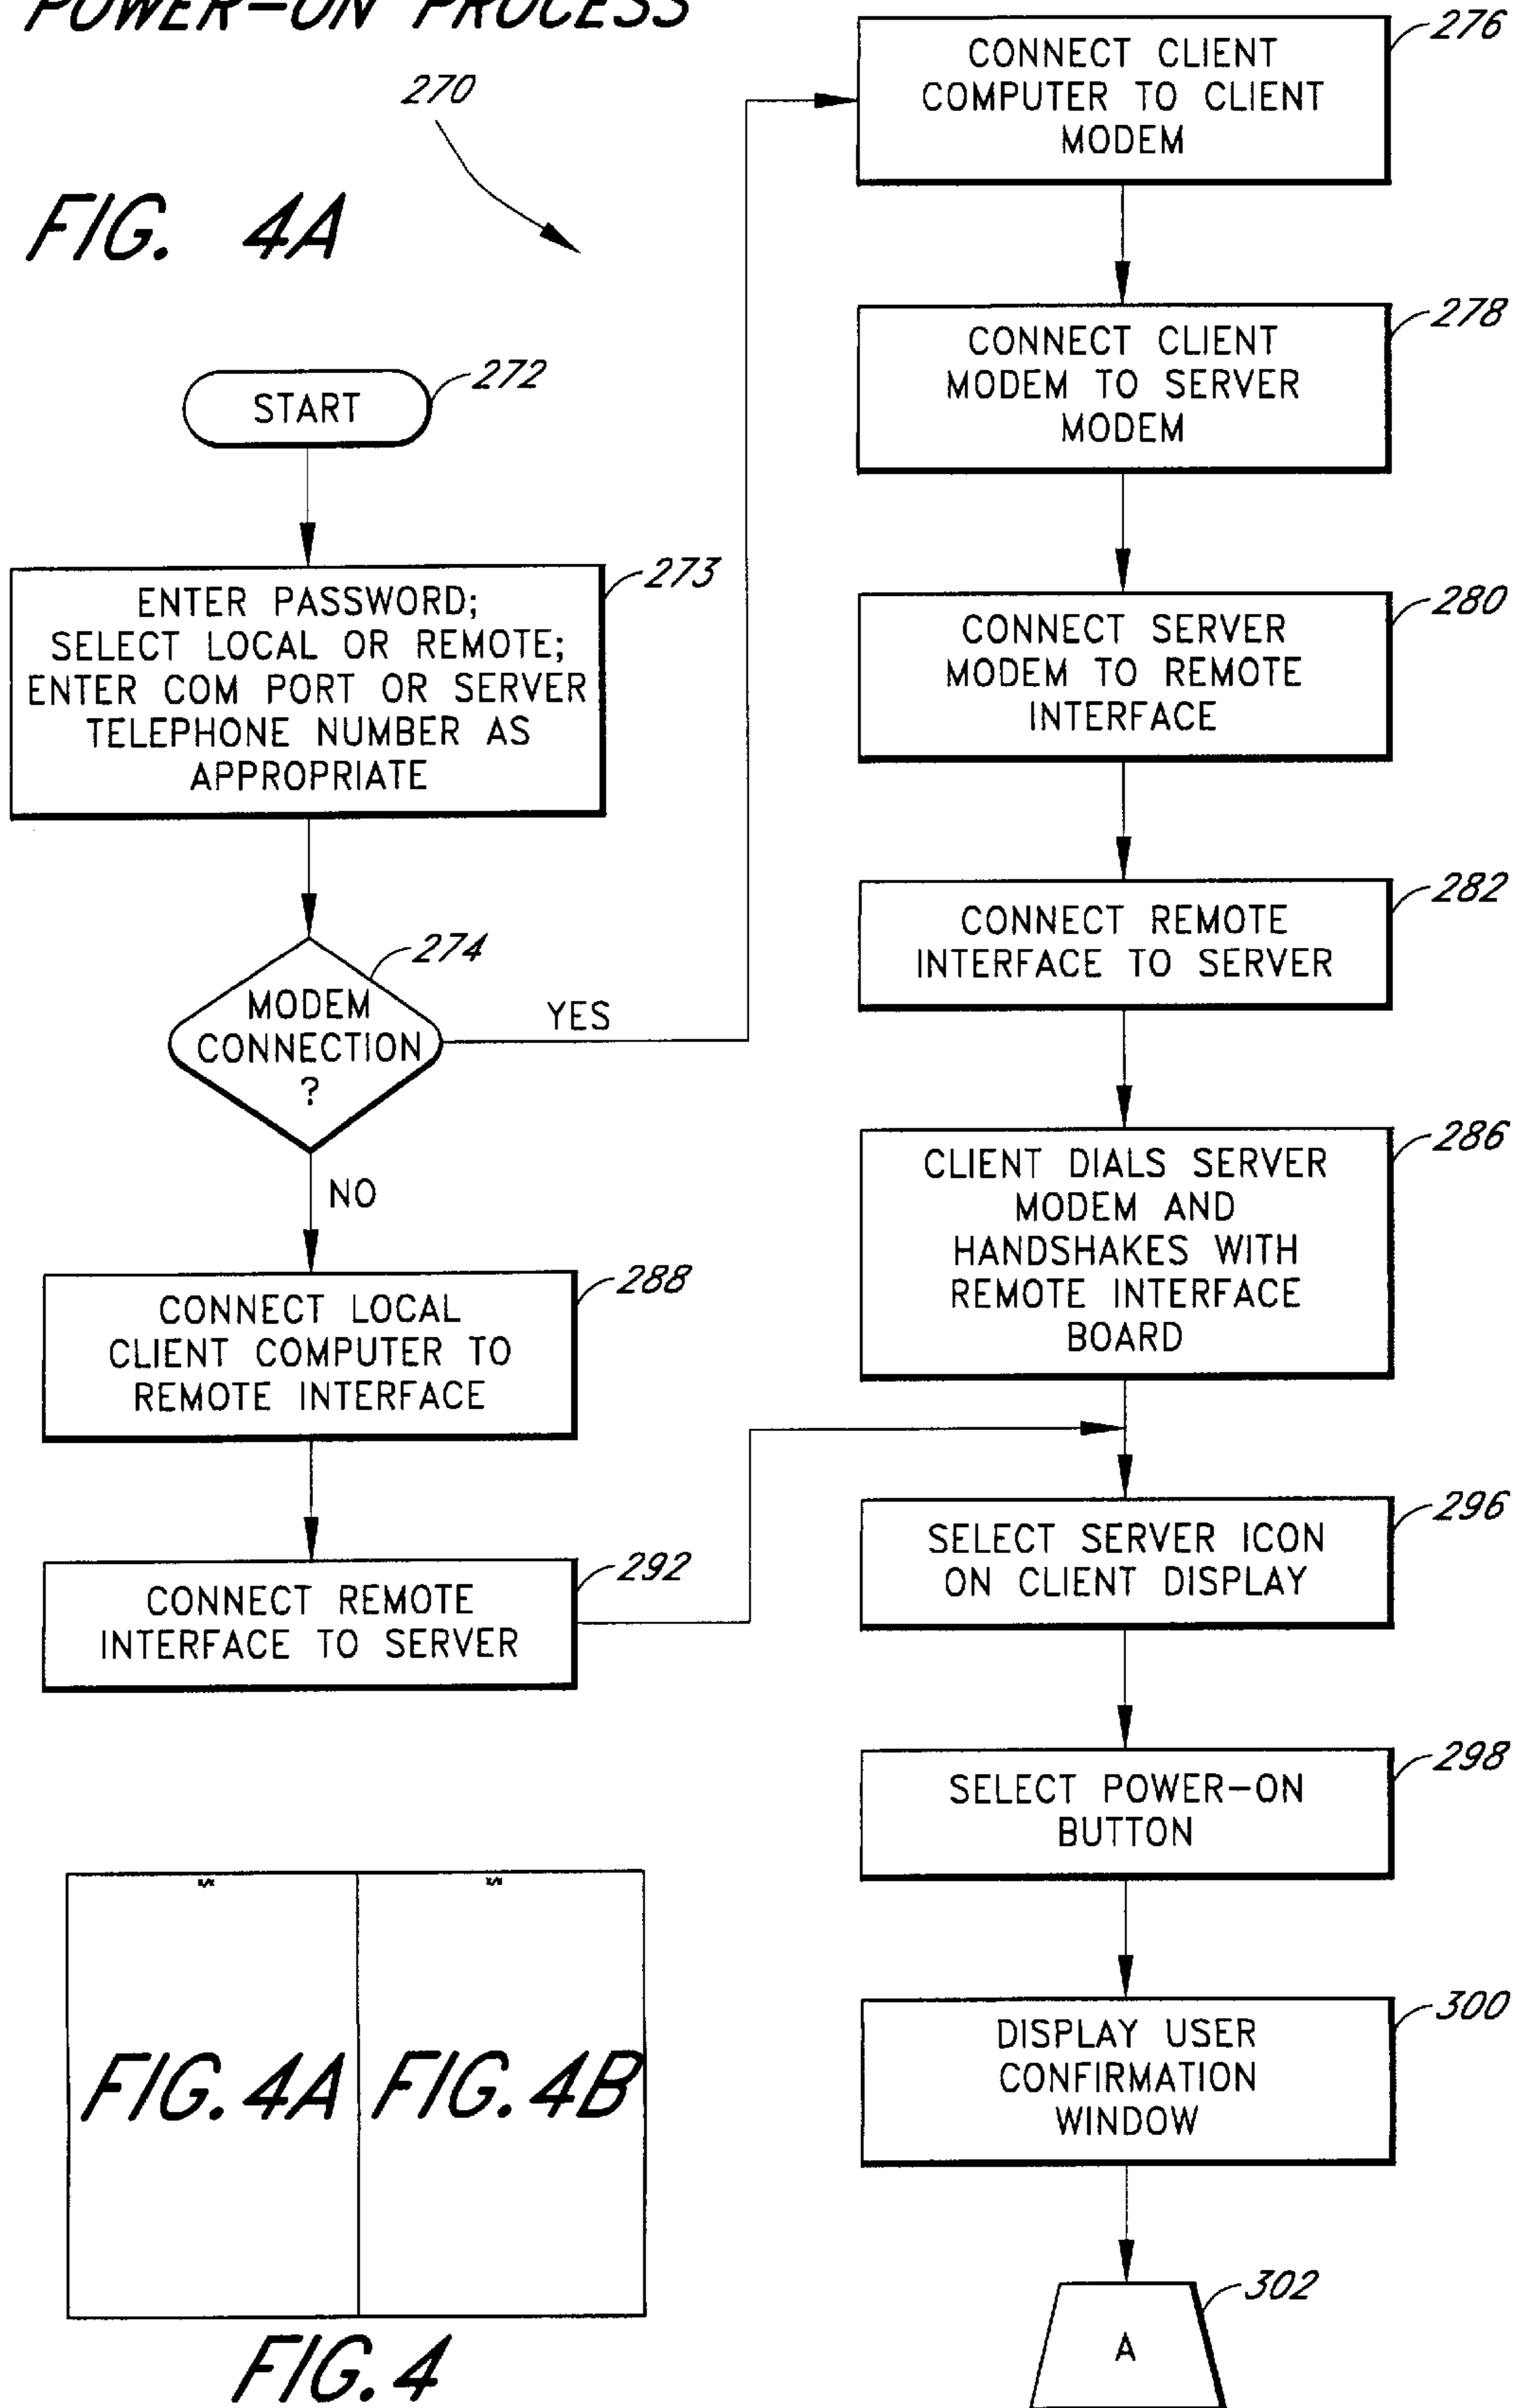 POWER-ON PROCESS
270
FIG. 4A
START
272
273
ENTER PASSWORD;
SELECT LOCAL OR REMOTE;
ENTER COM PORT OR SERVER
TELEPHONE NUMBER AS
APPROPRIATE
274
MODEM
CONNECTION
?
YES
NO
288
CONNECT LOCAL
CLIENT COMPUTER TO
REMOTE INTERFACE
292
CONNECT REMOTE
INTERFACE TO SERVER
276
CONNECT CLIENT
COMPUTER TO CLIENT
MODEM
278
CONNECT CLIENT
MODEM TO SERVER
MODEM
280
CONNECT SERVER
MODEM TO REMOTE
INTERFACE
282
CONNECT REMOTE
INTERFACE TO SERVER
286
CLIENT DIALS SERVER
MODEM AND
HANDSHAKES WITH
REMOTE INTERFACE
BOARD
296
SELECT SERVER ICON
ON CLIENT DISPLAY
298
SELECT POWER-ON
BUTTON
300
DISPLAY USER
CONFIRMATION
WINDOW
302
A
FIG. 4A
FIG. 4B
FIG. 4